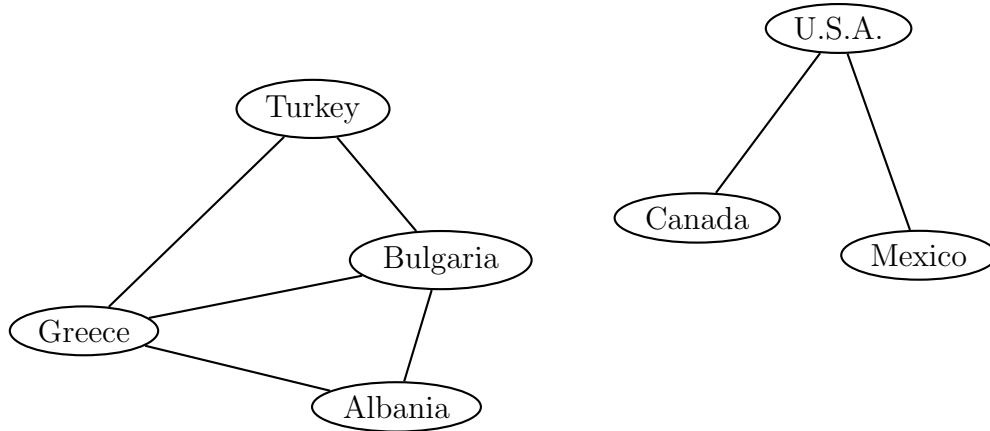 U.S.A.
Turkey
Canada
Bulgaria
Mexico
Greece
Albania